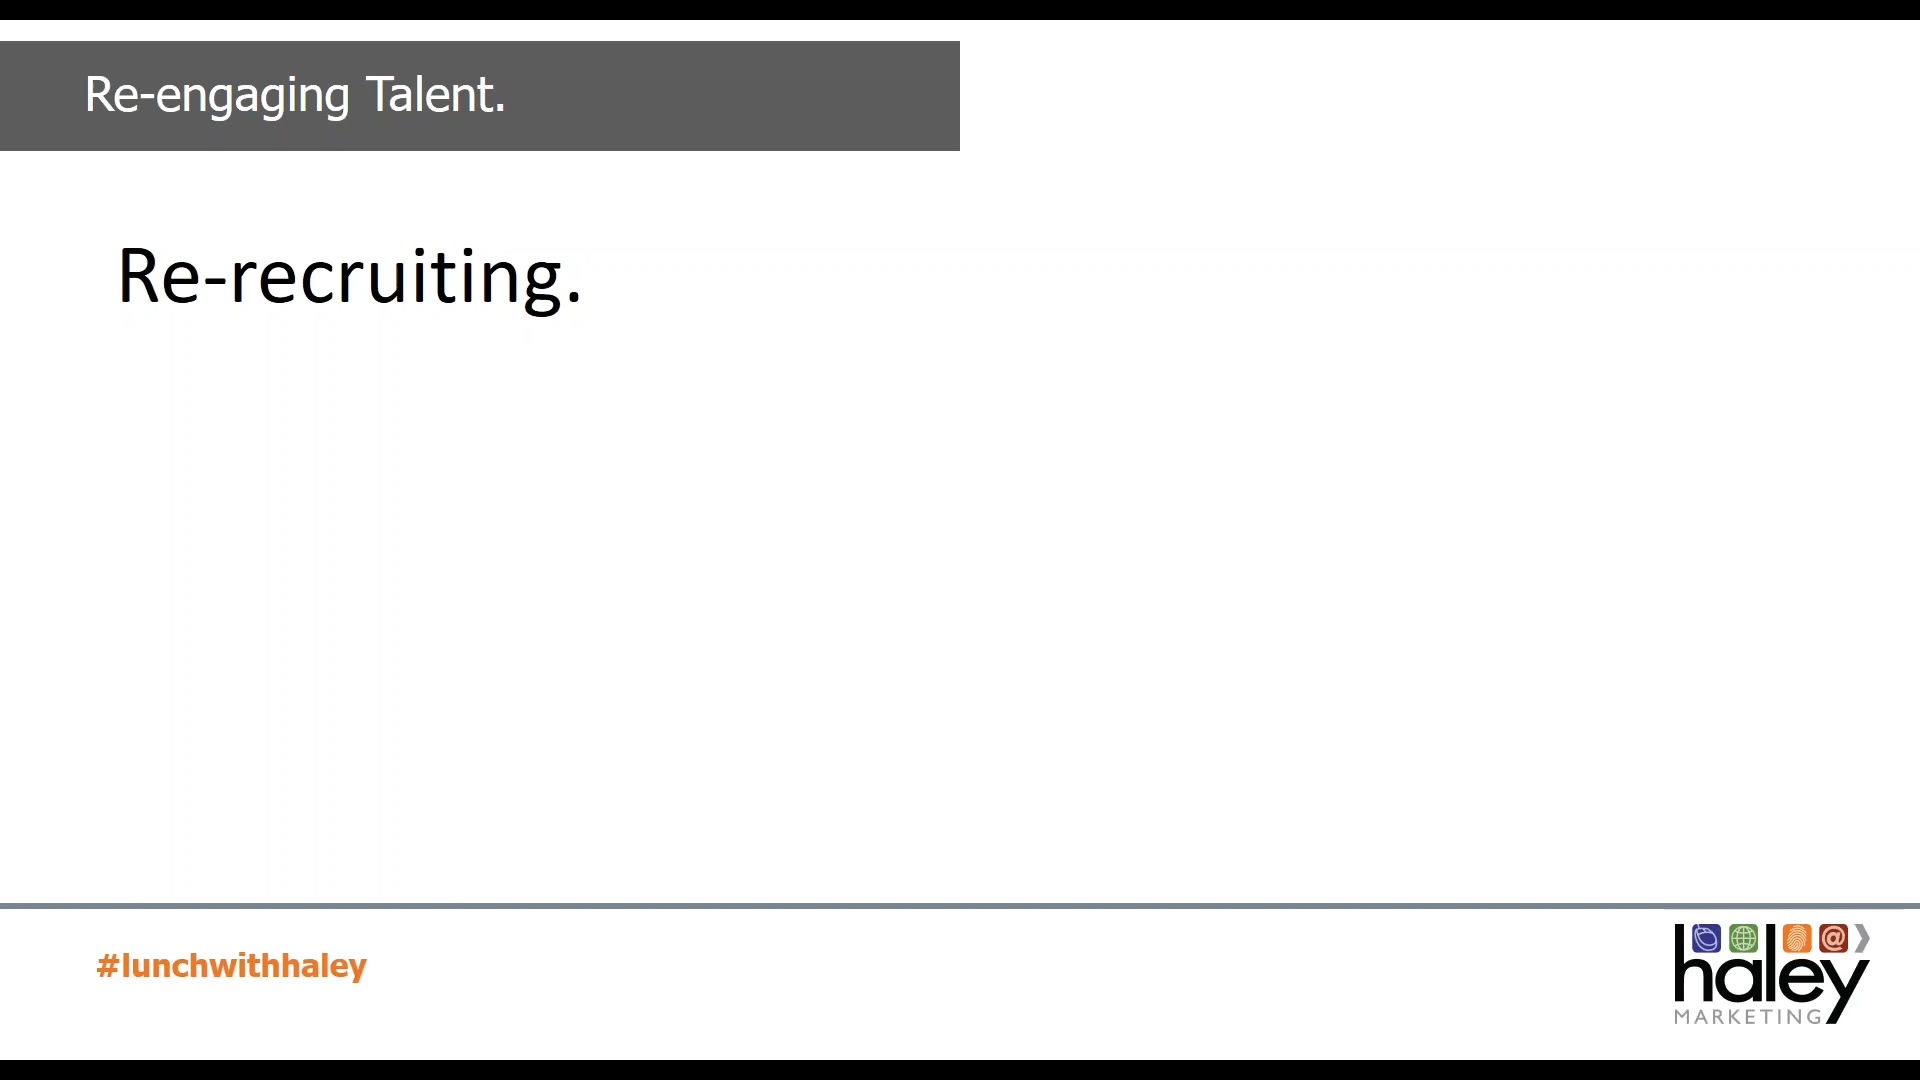 Re-engaging Talent.
Re-recruiting.
#lunchwithhaley
haley
MARKETING